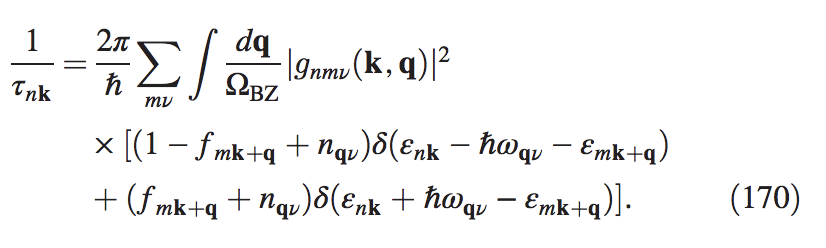 1/τ_{n𝐤} = 2π/ħ ∑_{mν} ∫ d𝐪/Ω_{BZ} |g_{nmν}(𝐤, 𝐪)|²
× [(1 − f_{m𝐤+𝐪} + n_{𝐪ν})δ(ε_{n𝐤} − ħω_{𝐪ν} − ε_{m𝐤+𝐪})
+ (f_{m𝐤+𝐪} + n_{𝐪ν})δ(ε_{n𝐤} + ħω_{𝐪ν} − ε_{m𝐤+𝐪})]. (170)